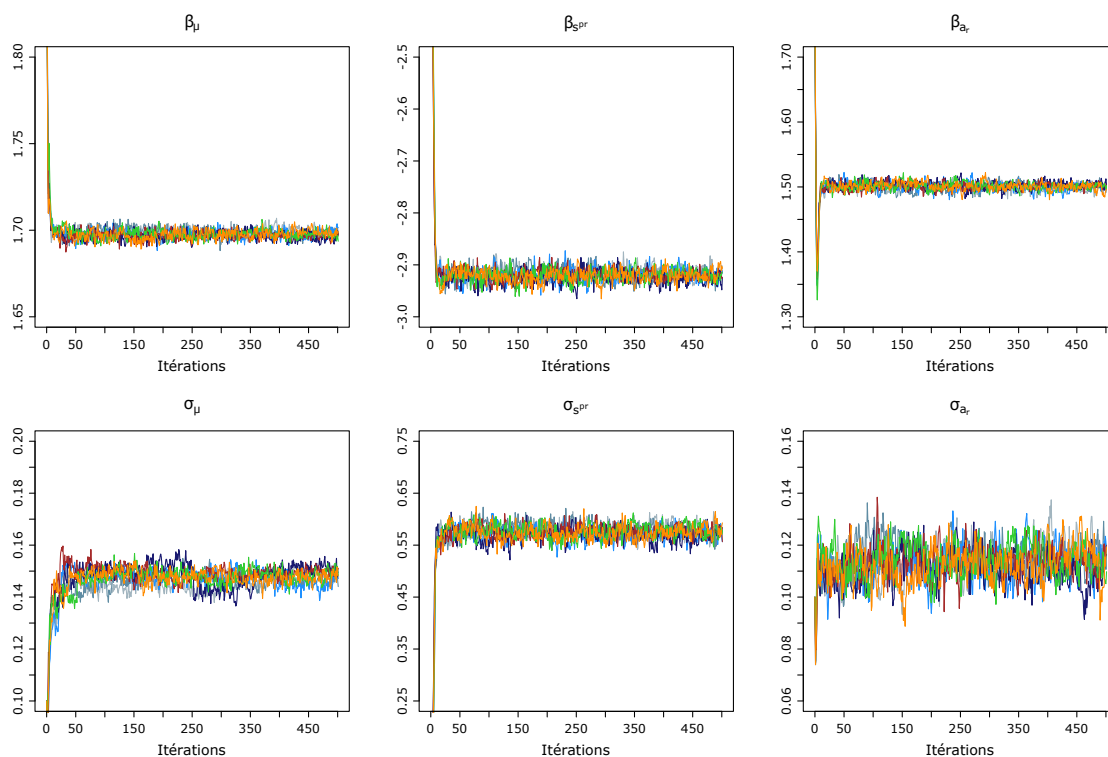 β_μ
1.65 1.70 1.75 1.80
0 50 150 250 350 450
Itérations
β_{s^{pr}}
-3.0 -2.9 -2.8 -2.7 -2.6 -2.5
0 50 150 250 350 450
Itérations
β_{a_r}
1.30 1.40 1.50 1.60 1.70
0 50 150 250 350 450
Itérations
σ_μ
0.10 0.12 0.14 0.16 0.18 0.20
0 50 150 250 350 450
Itérations
σ_{s^{pr}}
0.25 0.35 0.45 0.55 0.65 0.75
0 50 150 250 350 450
Itérations
σ_{a_r}
0.06 0.08 0.10 0.12 0.14 0.16
0 50 150 250 350 450
Itérations